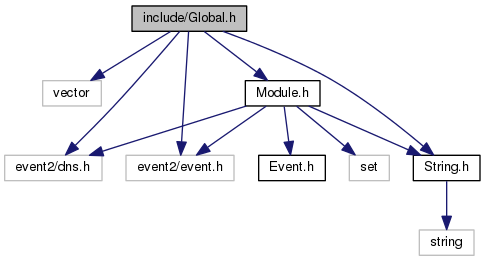 include/Global.h
vector
Module.h
event2/dns.h
event2/event.h
Event.h
set
String.h
string